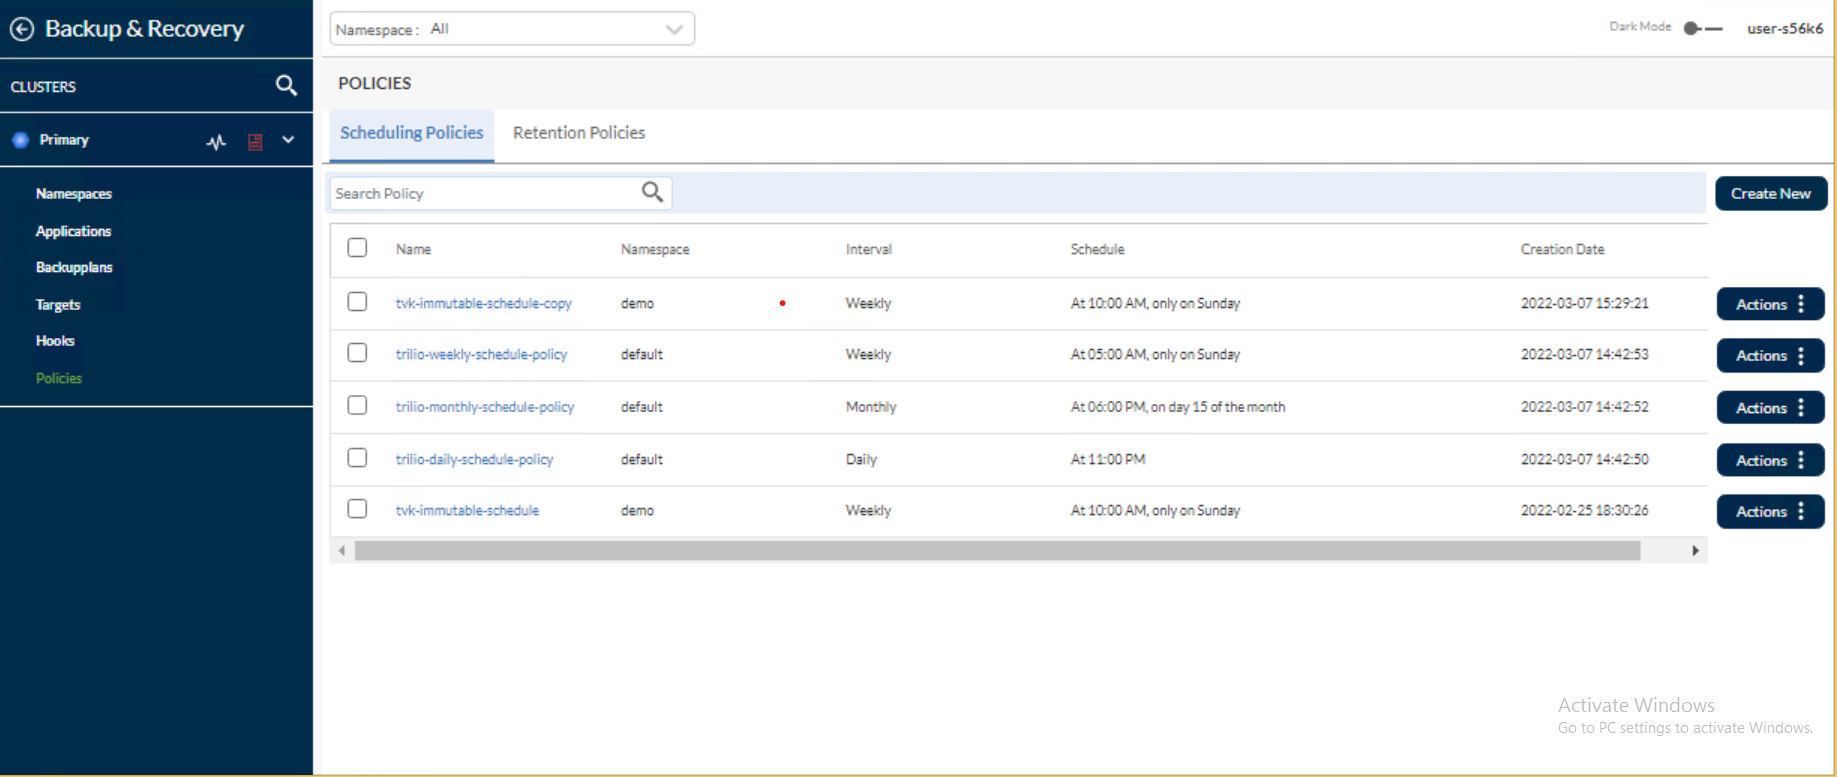 Backup & Recovery
Namespace : All
Dark Mode
user-s56k6
CLUSTERS
POLICIES
Primary
Scheduling Policies
Retention Policies
Namespaces
Applications
Backupplans
Targets
Hooks
Policies
Search Policy
Create New
Name Namespace Interval Schedule Creation Date
tvk-immutable-schedule-copy demo Weekly At 10:00 AM, only on Sunday 2022-03-07 15:29:21 Actions
trilio-weekly-schedule-policy default Weekly At 05:00 AM, only on Sunday 2022-03-07 14:42:53 Actions
trilio-monthly-schedule-policy default Monthly At 06:00 PM, on day 15 of the month 2022-03-07 14:42:52 Actions
trilio-daily-schedule-policy default Daily At 11:00 PM 2022-03-07 14:42:50 Actions
tvk-immutable-schedule demo Weekly At 10:00 AM, only on Sunday 2022-02-25 18:30:26 Actions
Activate Windows
Go to PC settings to activate Windows.